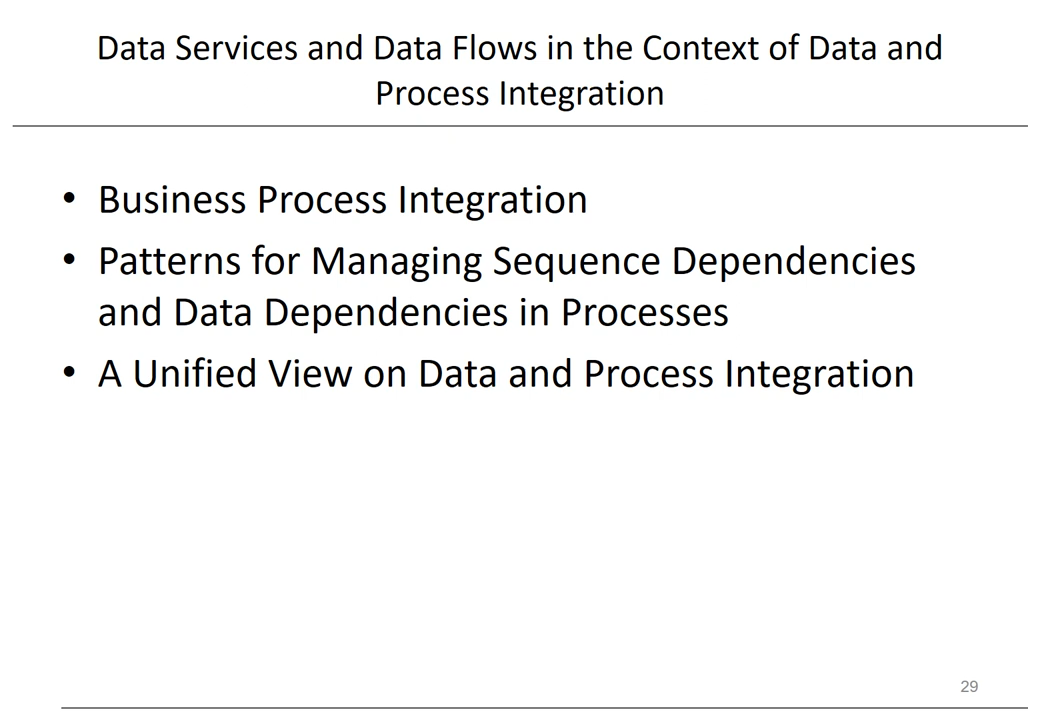 Data Services and Data Flows in the Context of Data and
Process Integration
• Business Process Integration
• Patterns for Managing Sequence Dependencies
and Data Dependencies in Processes
• A Unified View on Data and Process Integration
29